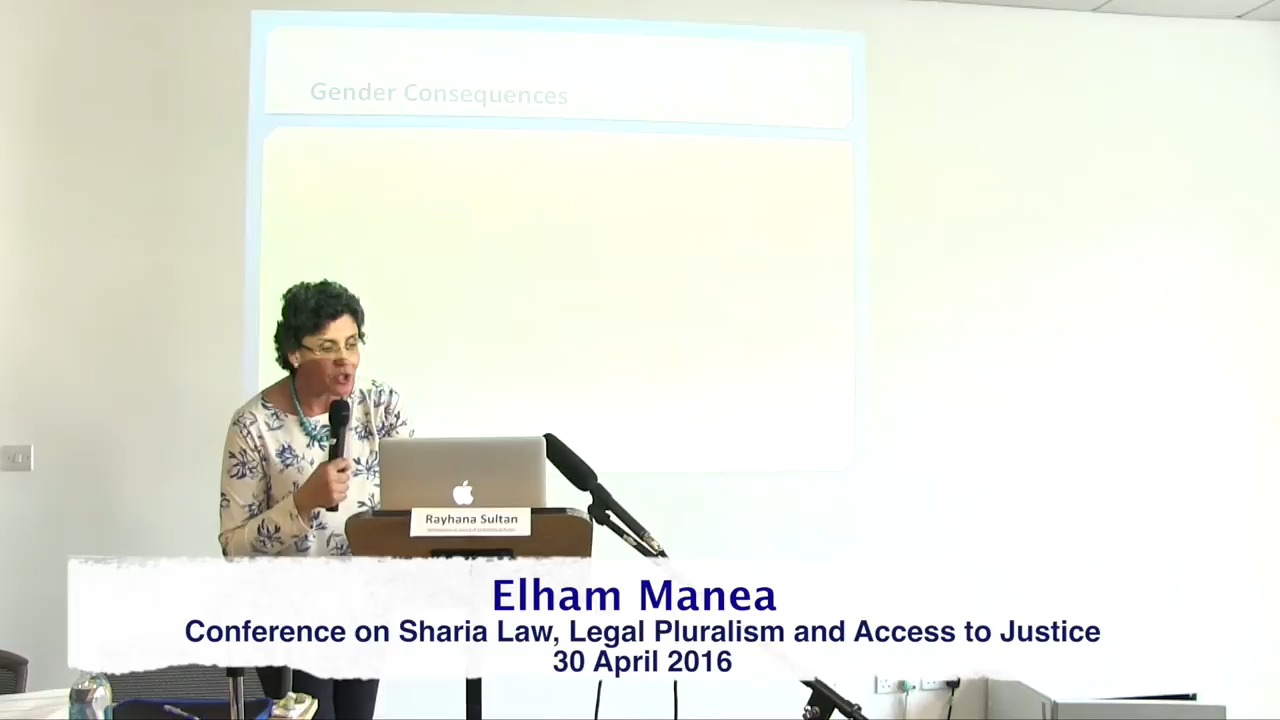 Gender Consequences
Rayhana Sultan
Elham Manea
Conference on Sharia Law, Legal Pluralism and Access to Justice
30 April 2016